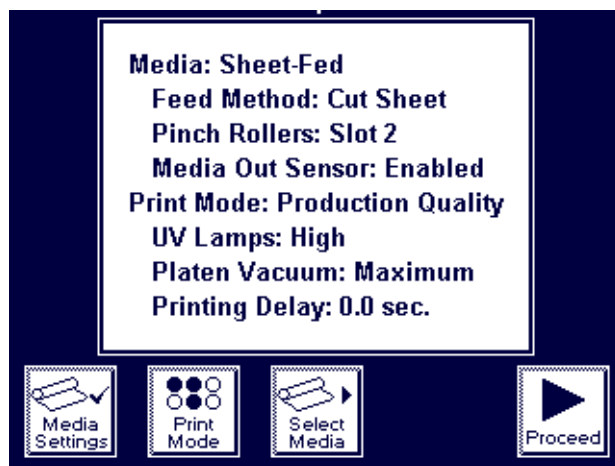 Media: Sheet-Fed
Feed Method: Cut Sheet
Pinch Rollers: Slot 2
Media Out Sensor: Enabled
Print Mode: Production Quality
UV Lamps: High
Platen Vacuum: Maximum
Printing Delay: 0.0 sec.
Media
Settings
Print
Mode
Select
Media
Proceed